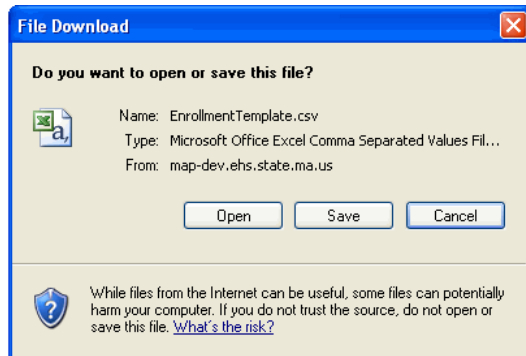 File Download
Do you want to open or save this file?
Name: EnrollmentTemplate.csv
Type: Microsoft Office Excel Comma Separated Values Fil...
From: map-dev.ehs.state.ma.us
Open Save Cancel
While files from the Internet can be useful, some files can potentially
harm your computer. If you do not trust the source, do not open or
save this file. What's the risk?